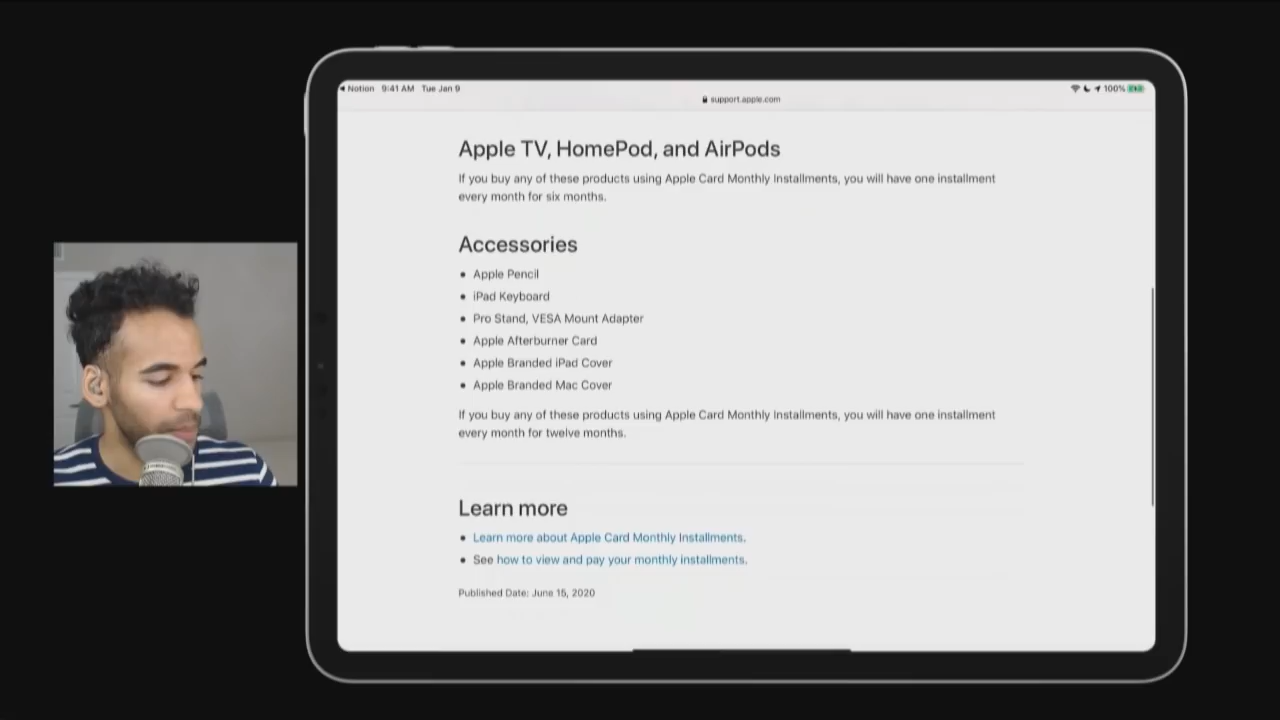 Notion 9:41 AM Tue Jan 9
100%
support.apple.com
Apple TV, HomePod, and AirPods
If you buy any of these products using Apple Card Monthly Installments, you will have one installment
every month for six months.
Accessories
Apple Pencil
iPad Keyboard
Pro Stand, VESA Mount Adapter
Apple Afterburner Card
Apple Branded iPad Cover
Apple Branded Mac Cover
If you buy any of these products using Apple Card Monthly Installments, you will have one installment
every month for twelve months.
Learn more
Learn more about Apple Card Monthly Installments.
See how to view and pay your monthly installments.
Published Date: June 15, 2020